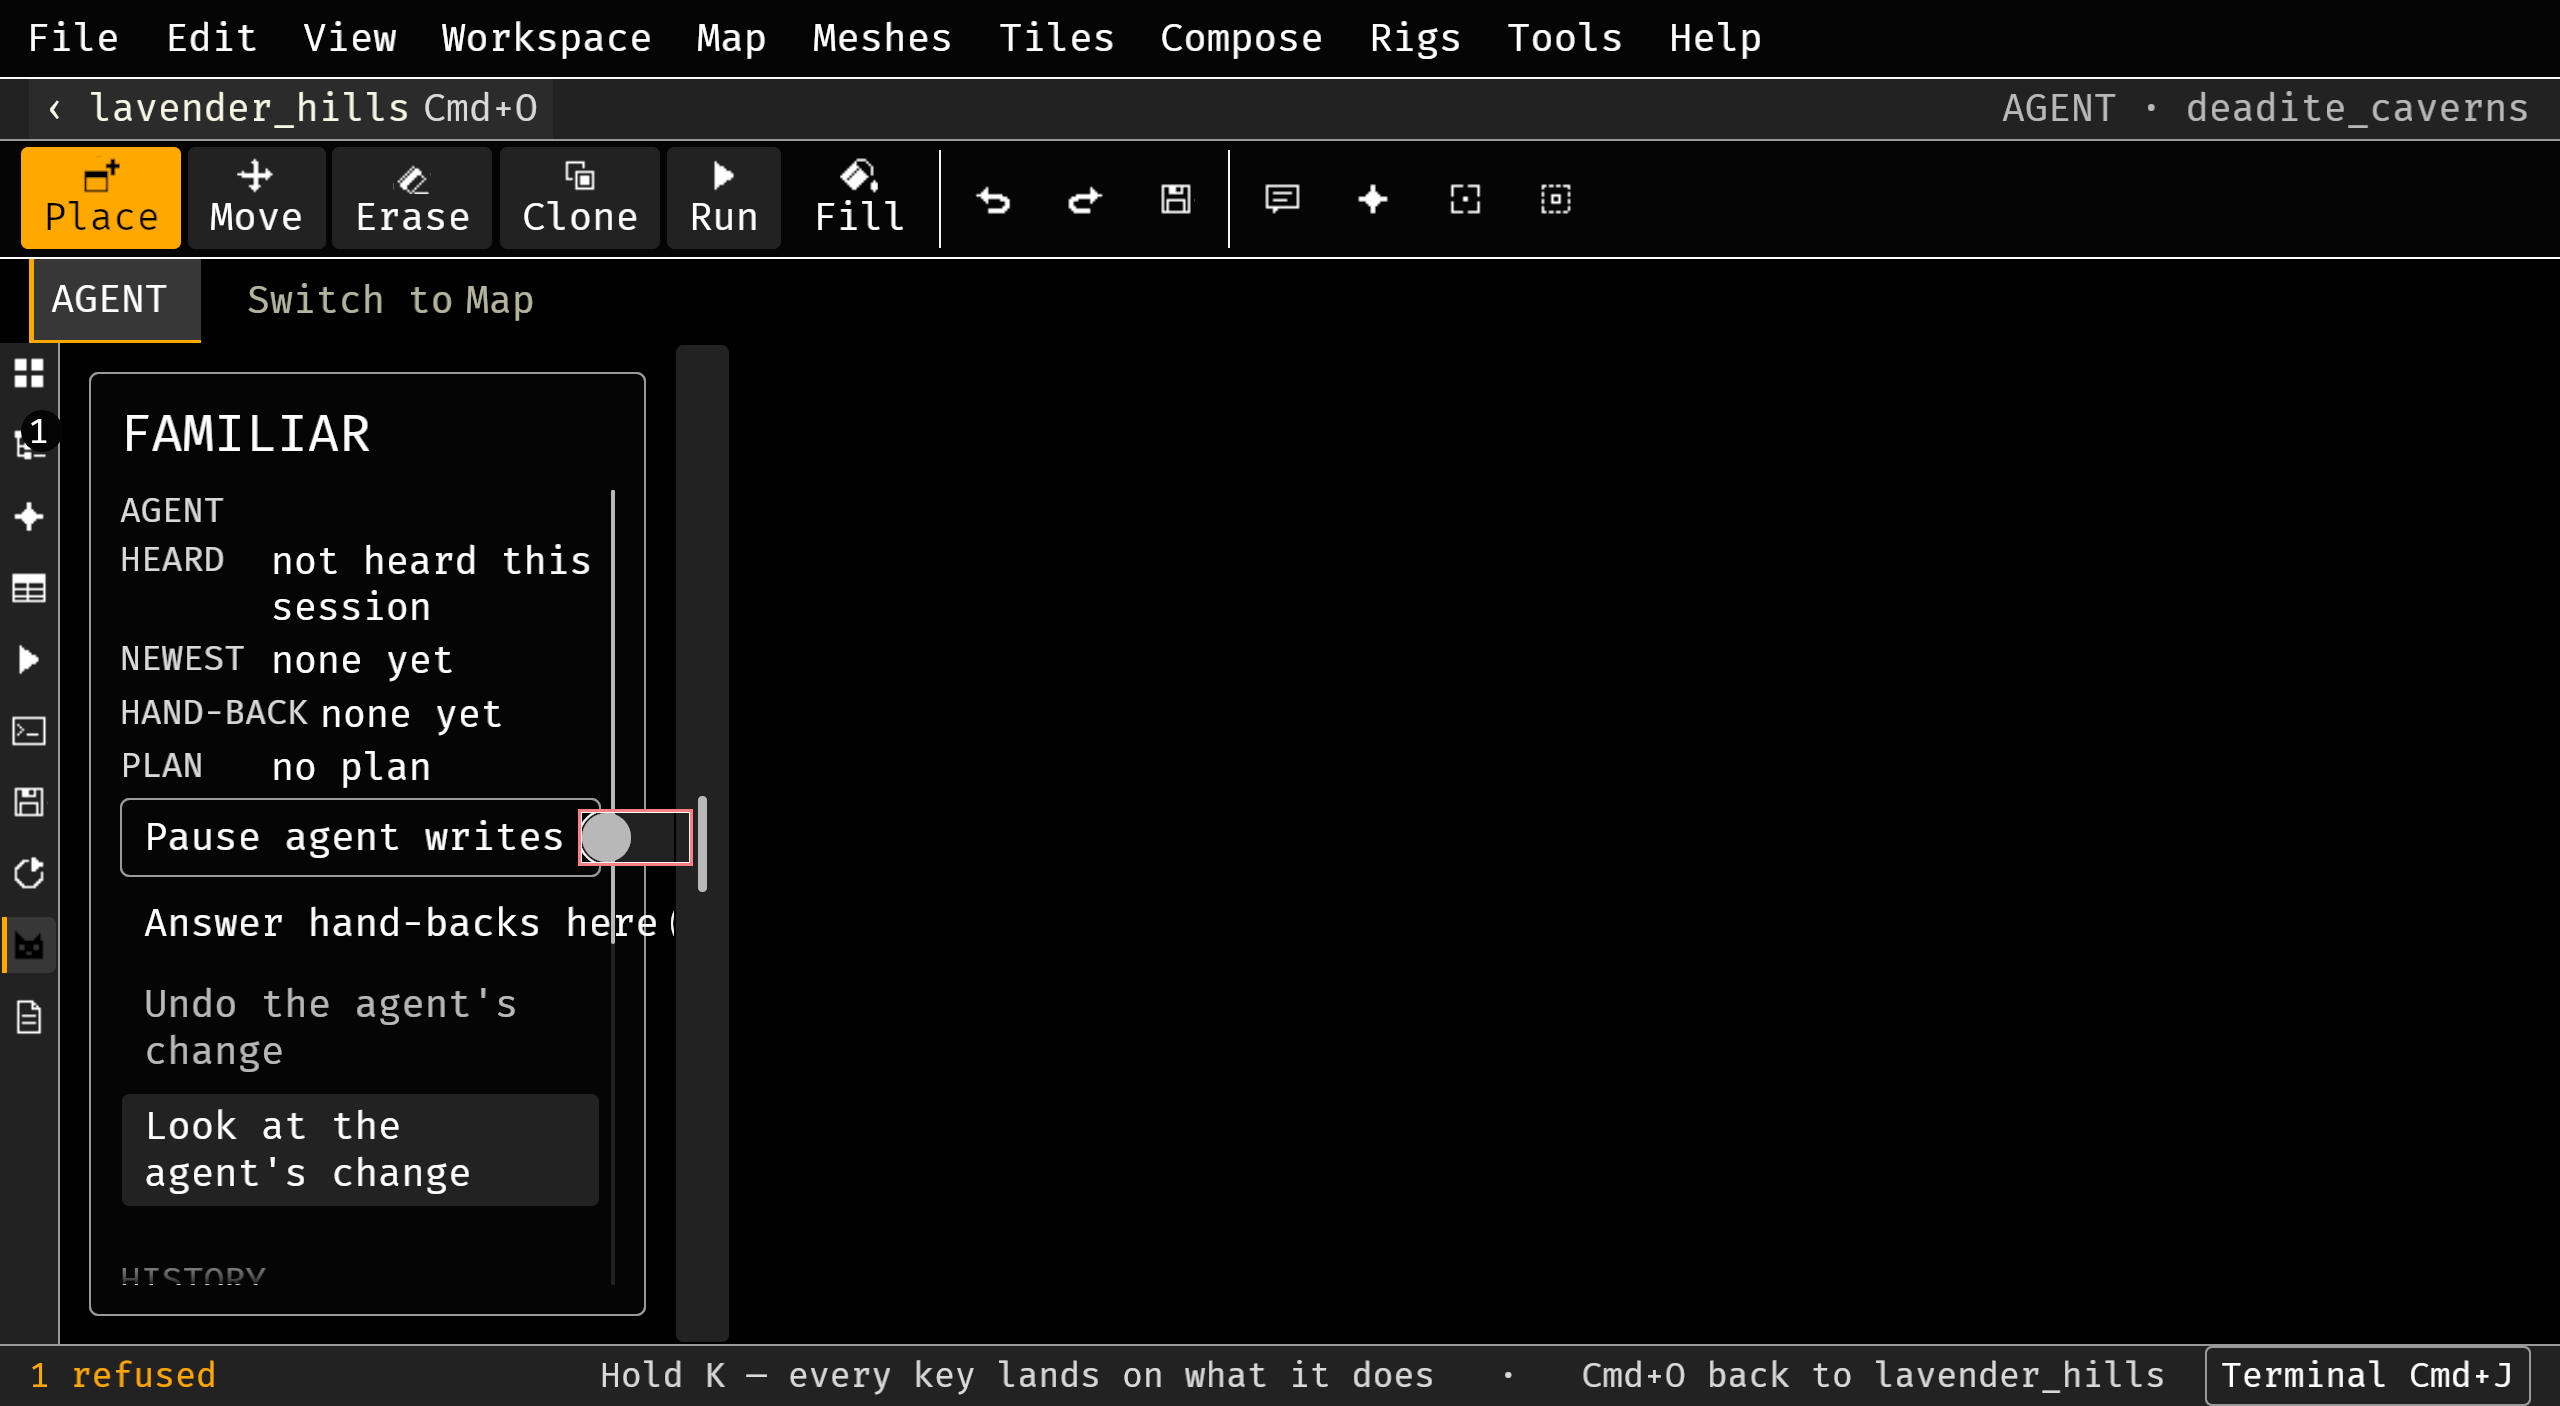 File Edit View Workspace Map Meshes Tiles Compose Rigs Tools Help
‹ lavender_hills Cmd+O
AGENT · deadite_caverns
Place Move Erase Clone Run Fill
AGENT Switch to Map
1
FAMILIAR
AGENT
HEARD not heard this
session
NEWEST none yet
HAND-BACK none yet
PLAN no plan
Pause agent writes
Answer hand-backs here
Undo the agent's
change
Look at the
agent's change
HISTORY
1 refused
Hold K — every key lands on what it does · Cmd+O back to lavender_hills
Terminal Cmd+J